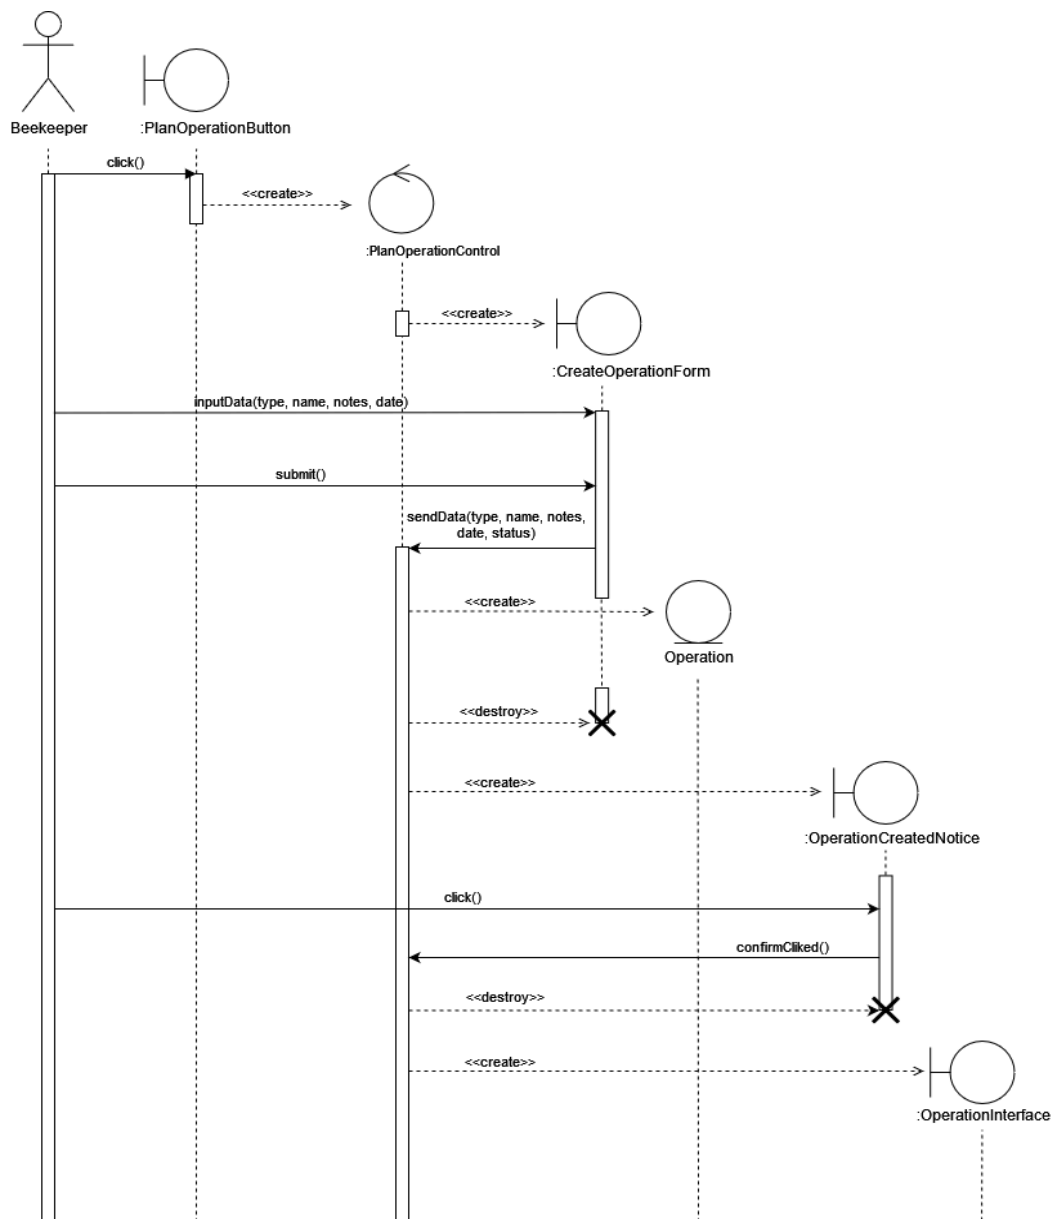 Beekeeper
:PlanOperationButton
click()
<<create>>
:PlanOperationControl
<<create>>
:CreateOperationForm
inputData(type, name, notes, date)
submit()
sendData(type, name, notes,
date, status)
<<create>>
Operation
<<destroy>>
<<create>>
:OperationCreatedNotice
click()
confirmCliked()
<<destroy>>
<<create>>
:OperationInterface